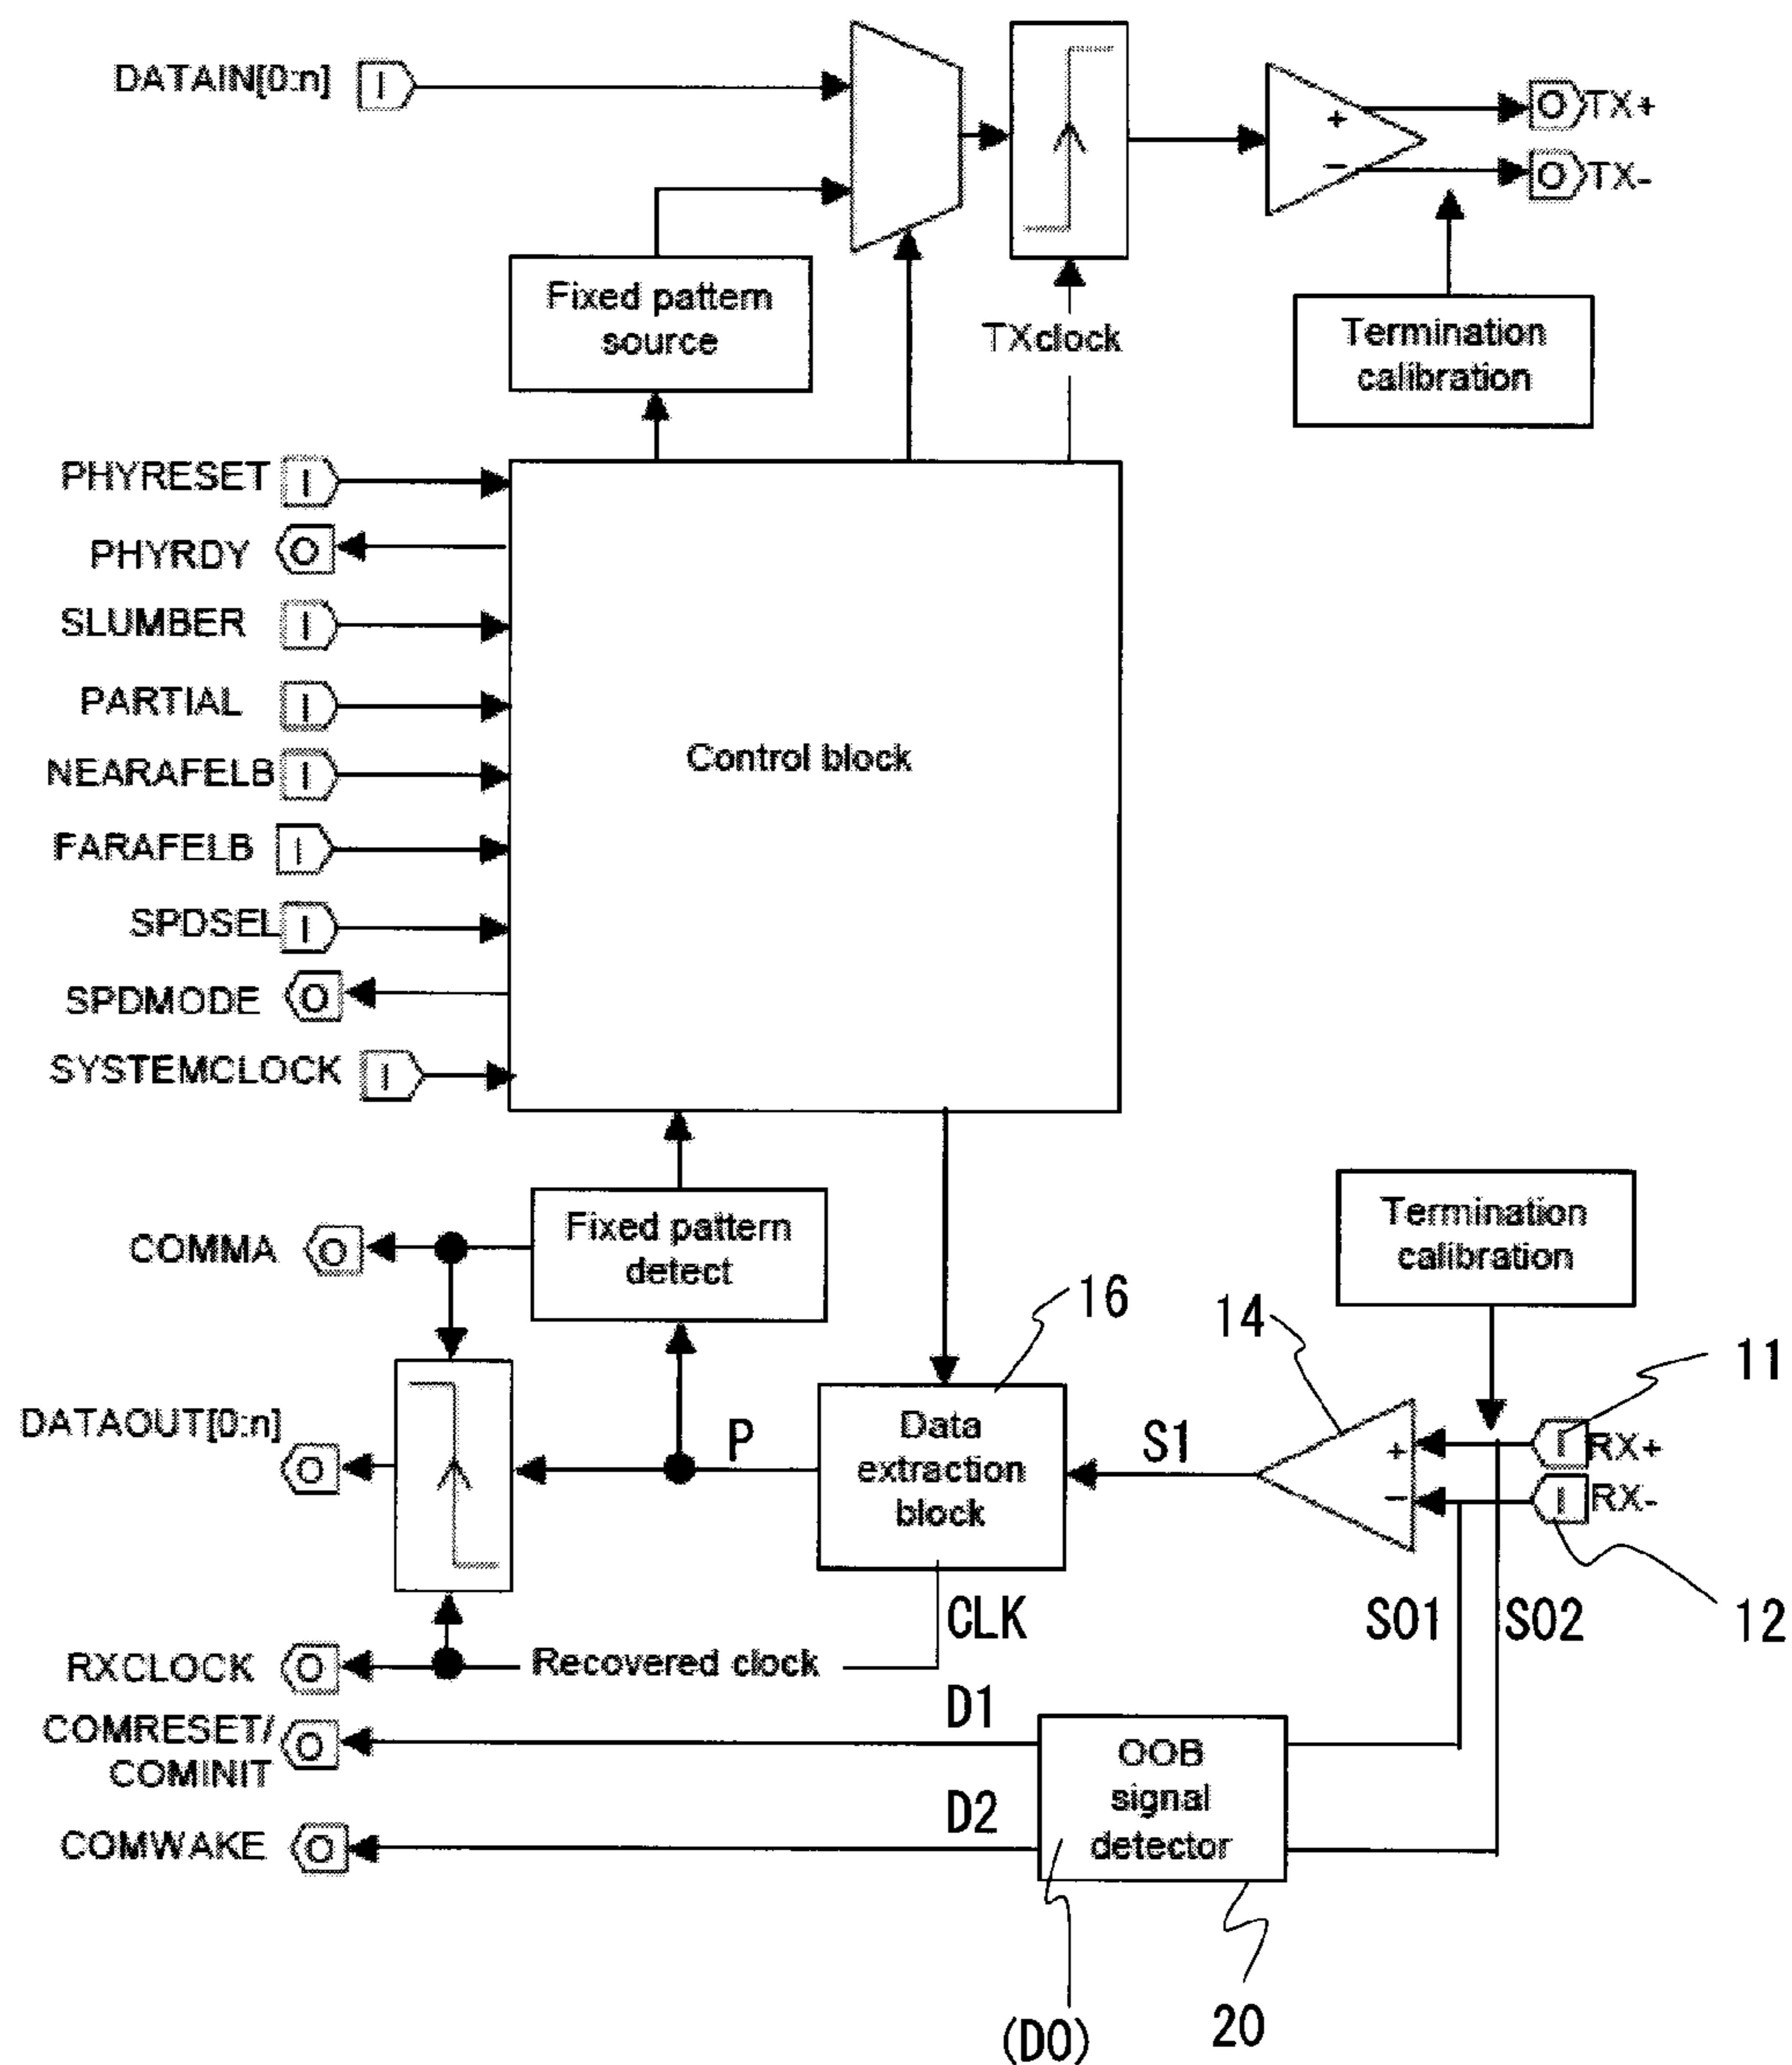 DATAIN[0:n] I
O TX+
O TX-
+
−
Fixed pattern
source
TXclock
Termination
calibration
PHYRESET I
PHYRDY O
SLUMBER I
PARTIAL I
NEARAFELB I
FARAFELB I
SPDSEL I
SPDMODE O
SYSTEMCLOCK I
Control block
COMMA O
Fixed pattern
detect
Termination
calibration
16
14
11
DATAOUT[0:n]
O
P
Data
extraction
block
S1
+
−
I RX+
I RX-
12
CLK
S01
S02
RXCLOCK O
Recovered clock
COMRESET/
COMINIT
O
D1
D2
OOB
signal
detector
COMWAKE O
(D0)
20